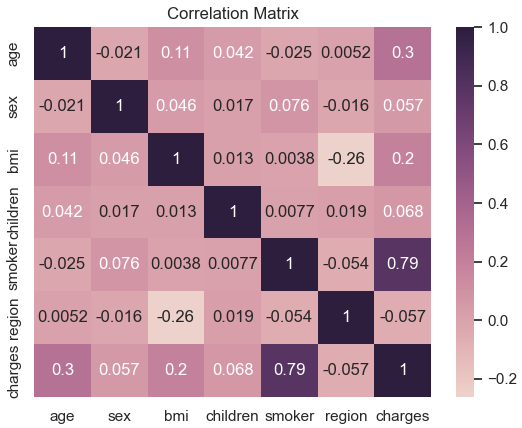 Correlation Matrix
age 1 -0.021 0.11 0.042 -0.025 0.0052 0.3
sex -0.021 1 0.046 0.017 0.076 -0.016 0.057
bmi 0.11 0.046 1 0.013 0.0038 -0.26 0.2
children 0.042 0.017 0.013 1 0.0077 0.019 0.068
smoker -0.025 0.076 0.0038 0.0077 1 -0.054 0.79
region 0.0052 -0.016 -0.26 0.019 -0.054 1 -0.057
charges 0.3 0.057 0.2 0.068 0.79 -0.057 1
age sex bmi children smoker region charges
1.0
0.8
0.6
0.4
0.2
0.0
−0.2